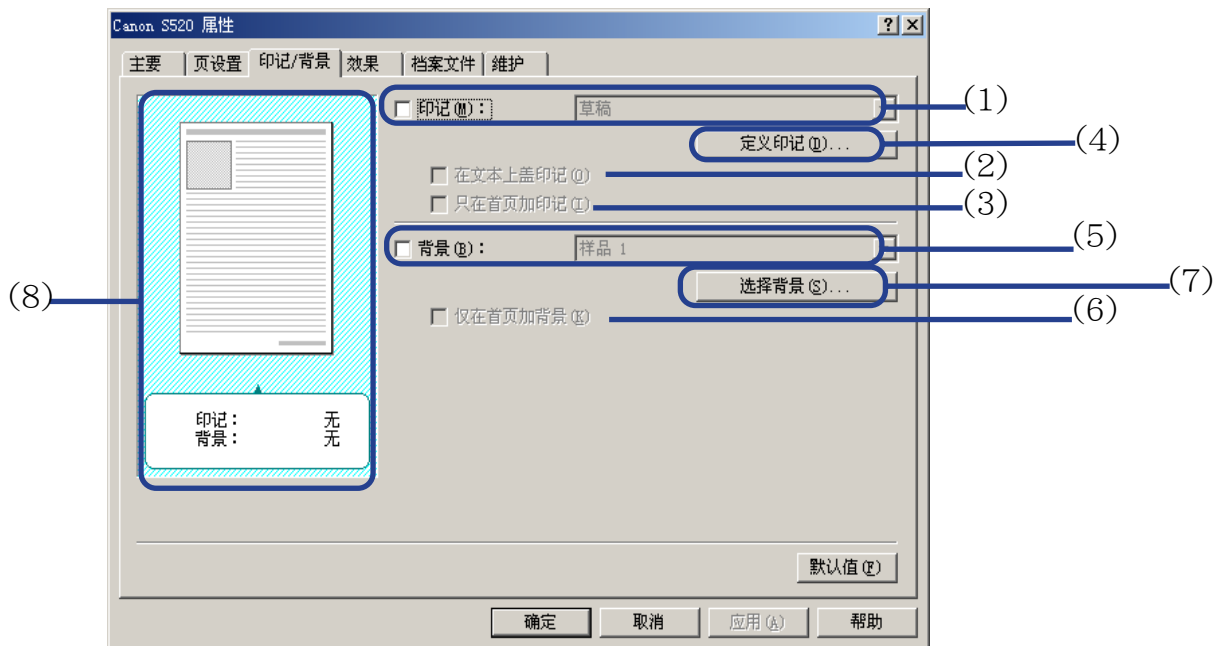 Canon S520 属性
主要 页设置 印记/背景 效果 档案文件 维护
印记(M): 草稿 (1)
定义印记(D)... (4)
在文本上盖印记(O) (2)
只在首页加印记(I) (3)
背景(B): 样品 1 (5)
选择背景(S)... (7)
(8)
仅在首页加背景(K) (6)
印记: 无
背景: 无
默认值(F)
确定 取消 应用(A) 帮助